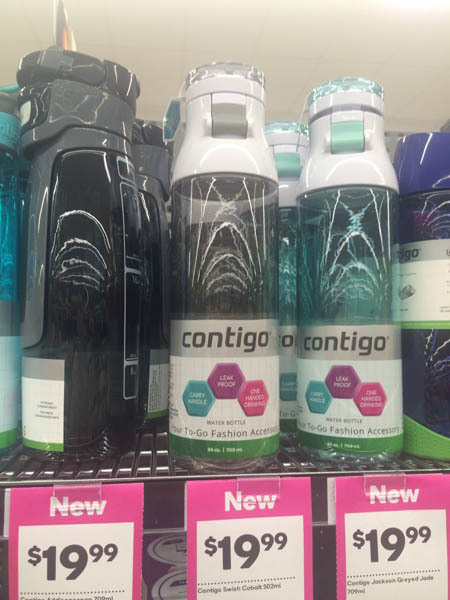 contigo
LEAK
PROOF
CARRY
HANDLE
ONE
HANDED
DRINKING
WATER BOTTLE
Your To-Go Fashion Accessory
24 oz. | 709 mL
contigo
LEAK
PROOF
CARRY
HANDLE
ONE
HANDED
DRINKING
WATER BOTTLE
Your To-Go Fashion Accessory
24 oz. | 709 mL
go
New
$19 99
709ml
New
$19 99
Contigo Swish Cobalt 502ml
New
$19 99
Contigo Jackson Greyed Jade
709ml